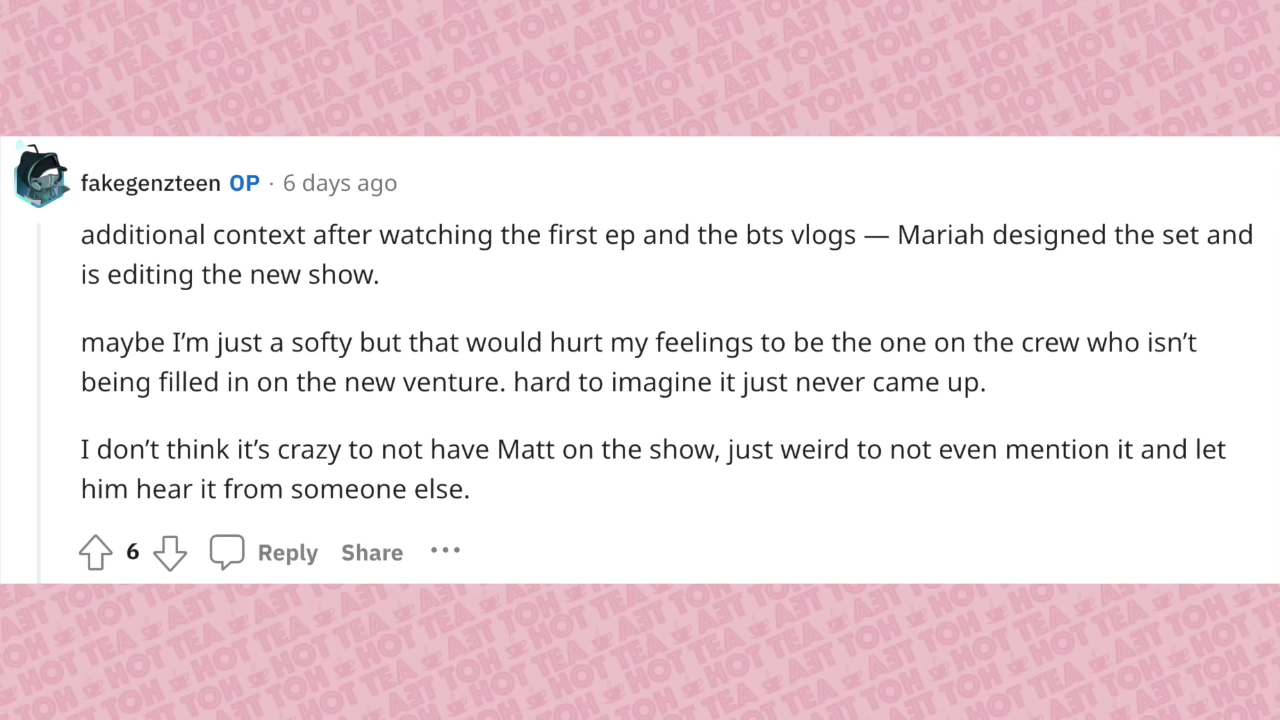 fakegenzteen OP · 6 days ago
additional context after watching the first ep and the bts vlogs — Mariah designed the set and
is editing the new show.
maybe I’m just a softy but that would hurt my feelings to be the one on the crew who isn’t
being filled in on the new venture. hard to imagine it just never came up.
I don’t think it’s crazy to not have Matt on the show, just weird to not even mention it and let
him hear it from someone else.
6 Reply Share •••
HOT TEA